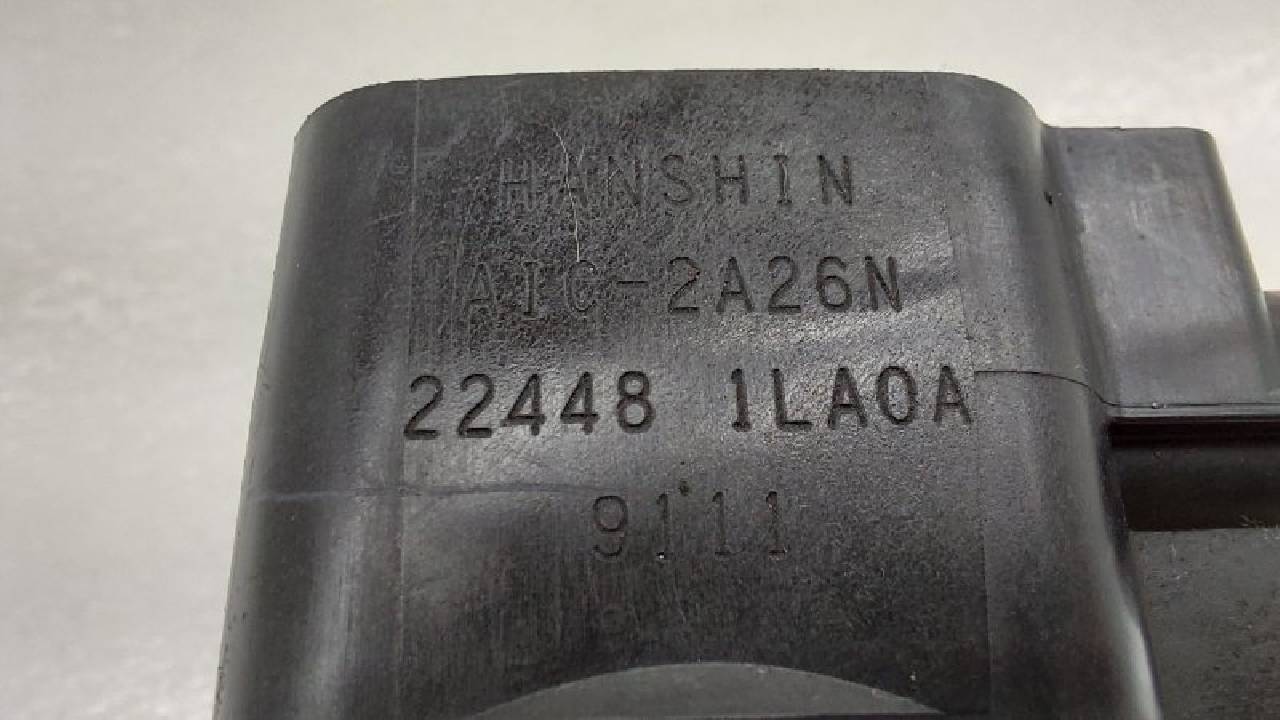 HANSHIN
AIC-2A26N
22448 1LA0A
9111